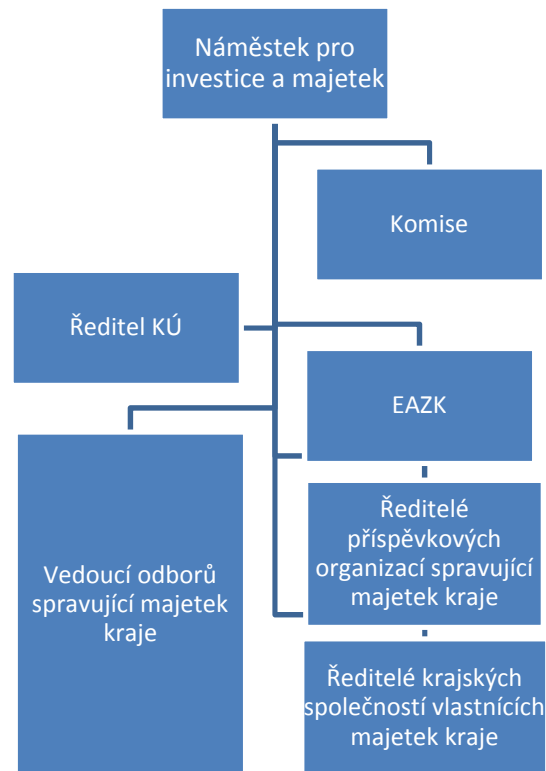 Náměstek pro
investice a majetek
Komise
Ředitel KÚ
EAZK
Vedoucí odborů
spravující majetek
kraje
Ředitelé
příspěvkových
organizací spravující
majetek kraje
Ředitelé krajských
společností vlastnících
majetek kraje